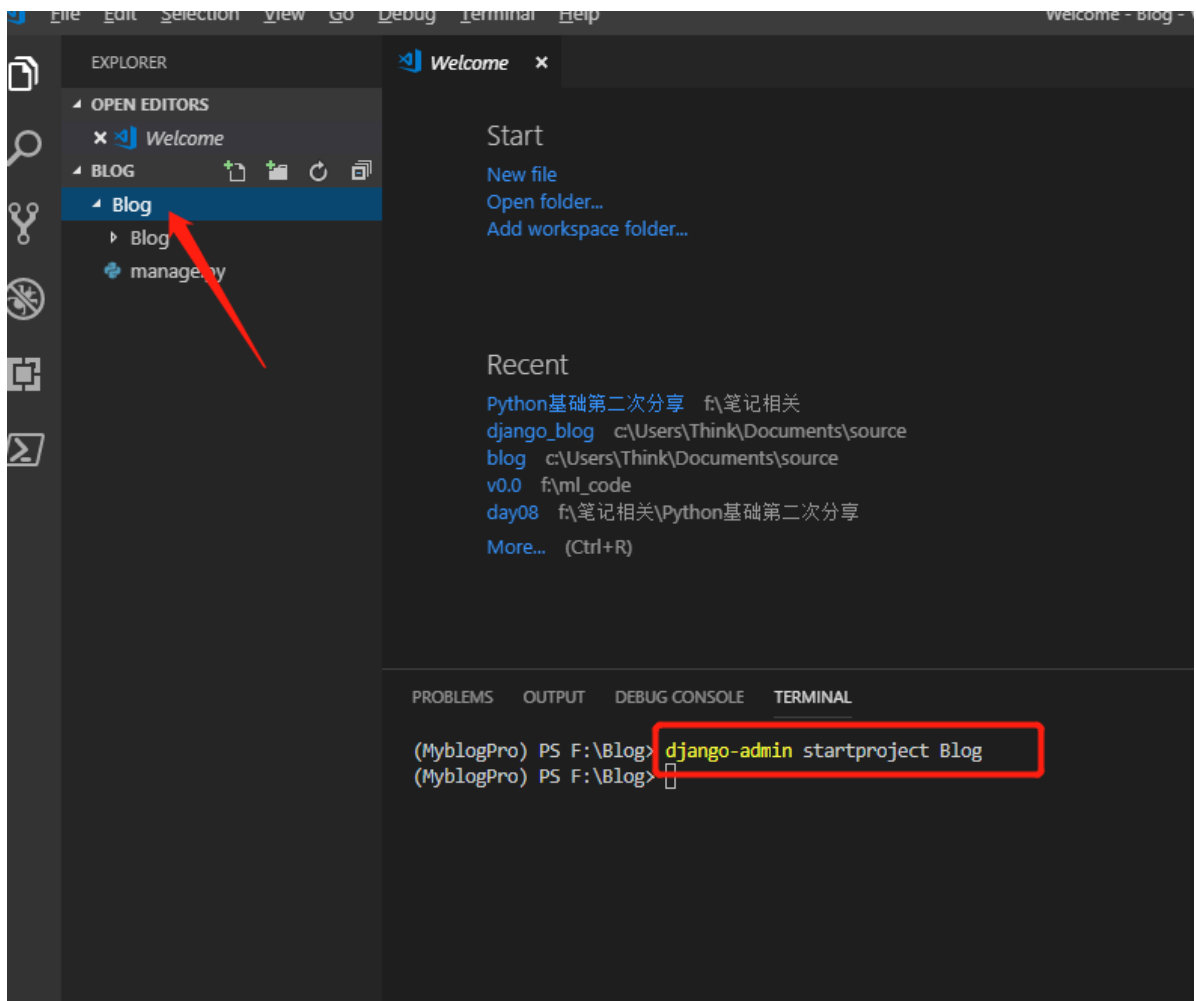 File Edit Selection View Go Debug Terminal Help Welcome - Blog -
EXPLORER
OPEN EDITORS
Welcome
BLOG
Blog
Blog
manage.py
Welcome
Start
New file
Open folder...
Add workspace folder...
Recent
Python基础第二次分享 f:\笔记相关
django_blog c:\Users\Think\Documents\source
blog c:\Users\Think\Documents\source
v0.0 f:\ml_code
day08 f:\笔记相关\Python基础第二次分享
More... (Ctrl+R)
PROBLEMS OUTPUT DEBUG CONSOLE TERMINAL
(MyblogPro) PS F:\Blog> django-admin startproject Blog
(MyblogPro) PS F:\Blog>